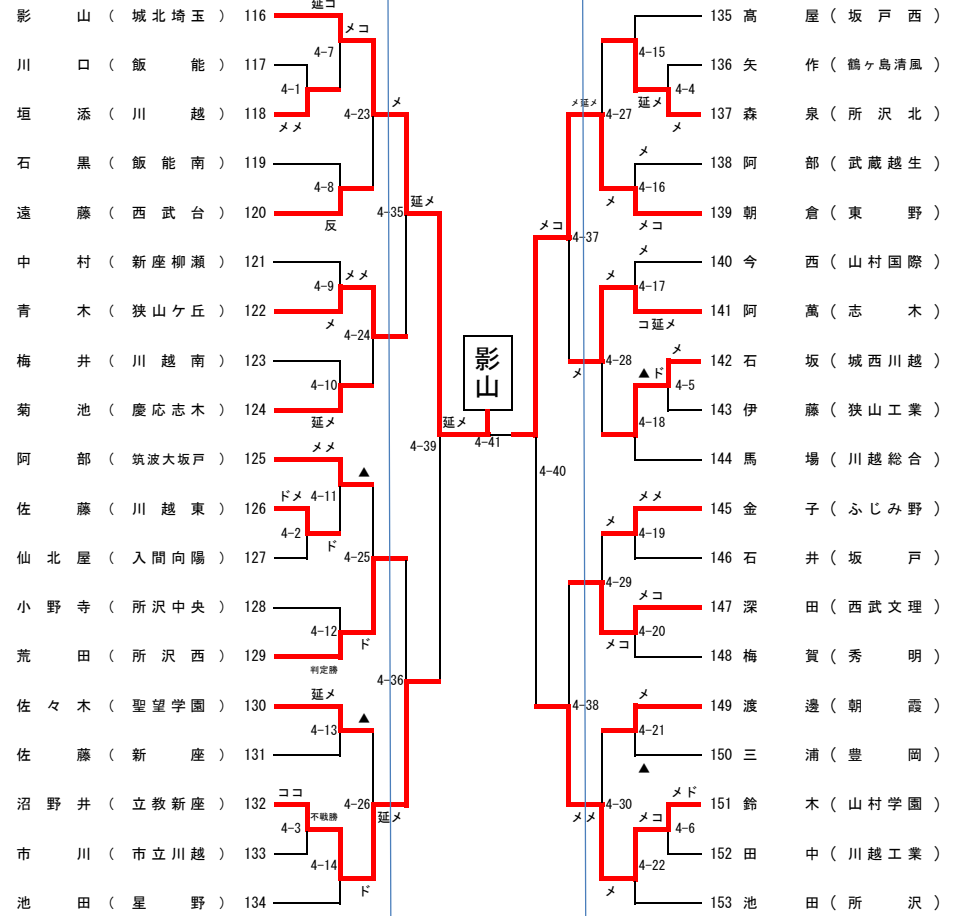 影山（城北埼玉）116
川口（飯能）117
垣添（川越）118
石黒（飯能南）119
遠藤（西武台）120
中村（新座柳瀬）121
青木（狭山ケ丘）122
梅井（川越南）123
菊池（慶応志木）124
阿部（筑波大坂戸）125
佐藤（川越東）126
仙北屋（入間向陽）127
小野寺（所沢中央）128
荒田（所沢西）129
佐々木（聖望学園）130
佐藤（新座）131
沼野井（立教新座）132
市川（市立川越）133
池田（星野）134
延コ
4-7
メコ
4-1
メメ
4-23
メ
4-8
反
4-35
延メ
4-9
メメ
メ
4-24
4-10
延メ
メメ
▲
ドメ
4-11
4-2
ド
4-25
4-12
ド
判定勝
4-36
延メ
4-13
▲
ココ
不戦勝
4-3
4-26
延メ
4-14
ド
4-39
延メ
影山
4-41
4-40
メコ
4-37
メ延メ
4-27
4-15
4-4
延メ
メ
メ
4-16
メ
メコ
メ
メ
4-17
コ延メ
4-28
メ
メ
▲ド
4-5
4-18
メメ
メ
4-19
4-29
メコ
4-20
メコ
4-38
メ
4-21
▲
4-30
メメ
メド
メコ
4-6
4-22
メ
135 髙屋（坂戸西）
136 矢作（鶴ヶ島清風）
137 森泉（所沢北）
138 阿部（武蔵越生）
139 朝倉（東野）
140 今西（山村国際）
141 阿萬（志木）
142 石坂（城西川越）
143 伊藤（狭山工業）
144 馬場（川越総合）
145 金子（ふじみ野）
146 石井（坂戸）
147 深田（西武文理）
148 梅賀（秀明）
149 渡邊（朝霞）
150 三浦（豊岡）
151 鈴木（山村学園）
152 田中（川越工業）
153 池田（所沢）